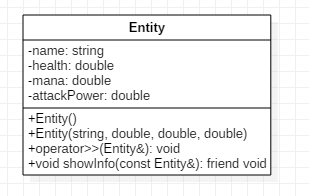 Entity
-name: string
-health: double
-mana: double
-attackPower: double
+Entity()
+Entity(string, double, double, double)
+operator>>(Entity&): void
+void showInfo(const Entity&): friend void